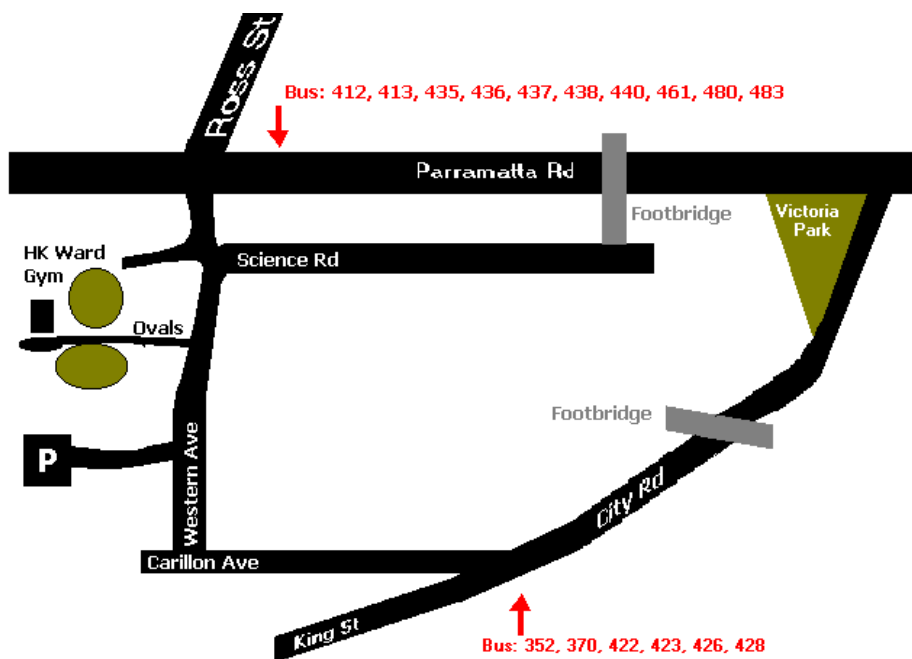 Ross St
Bus: 412, 413, 435, 436, 437, 438, 440, 461, 480, 483
Parramatta Rd
Footbridge
Victoria
Park
HK Ward
Gym
Science Rd
Ovals
Footbridge
P
Western Ave
City Rd
Carillon Ave
King St
Bus: 352, 370, 422, 423, 426, 428